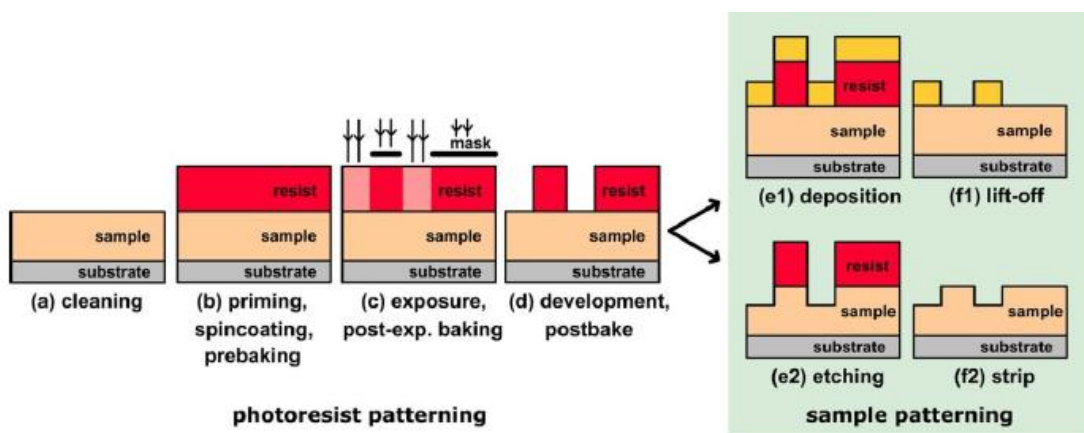 resist
sample
substrate
(e1) deposition
sample
substrate
(f1) lift-off
sample
substrate
(a) cleaning
resist
sample
substrate
(b) priming,
spincoating,
prebaking
mask
resist
sample
substrate
(c) exposure,
post-exp. baking
sample
substrate
(d) development,
postbake
resist
sample
substrate
(e2) etching
sample
substrate
(f2) strip
photoresist patterning
sample patterning